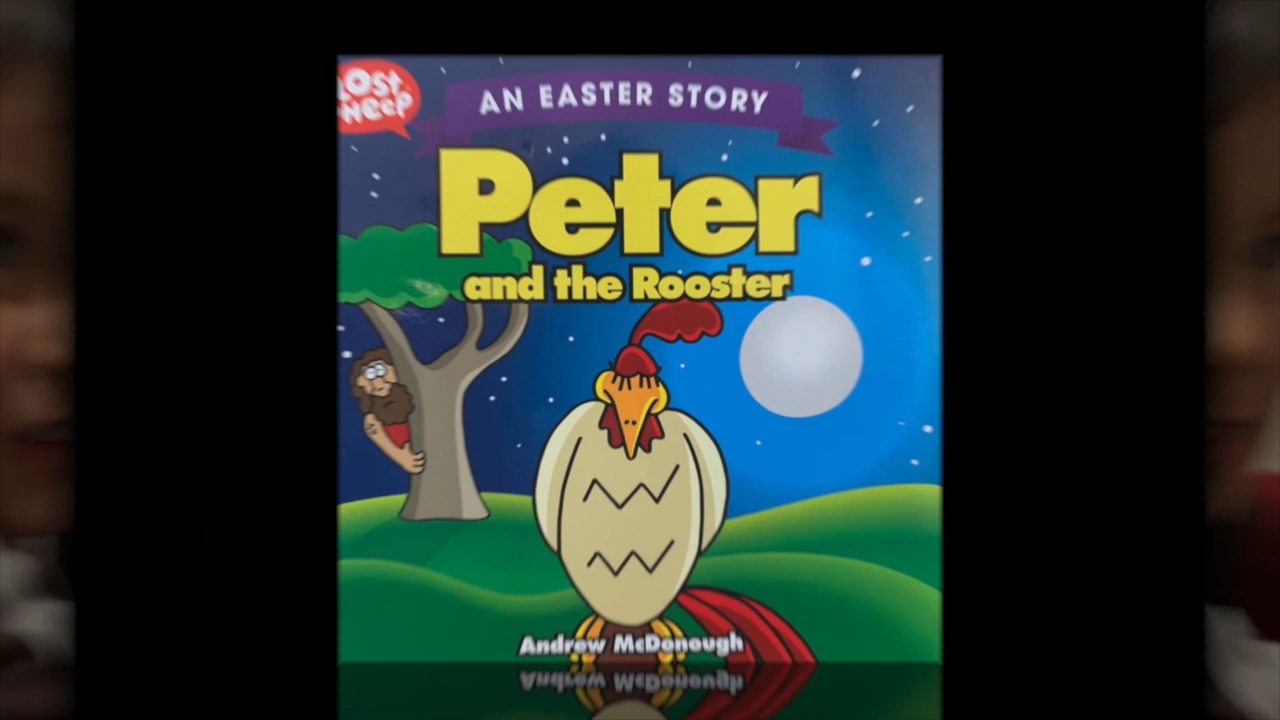 LOST
SHEEP
AN EASTER STORY
Peter
and the Rooster
Andrew McDonough